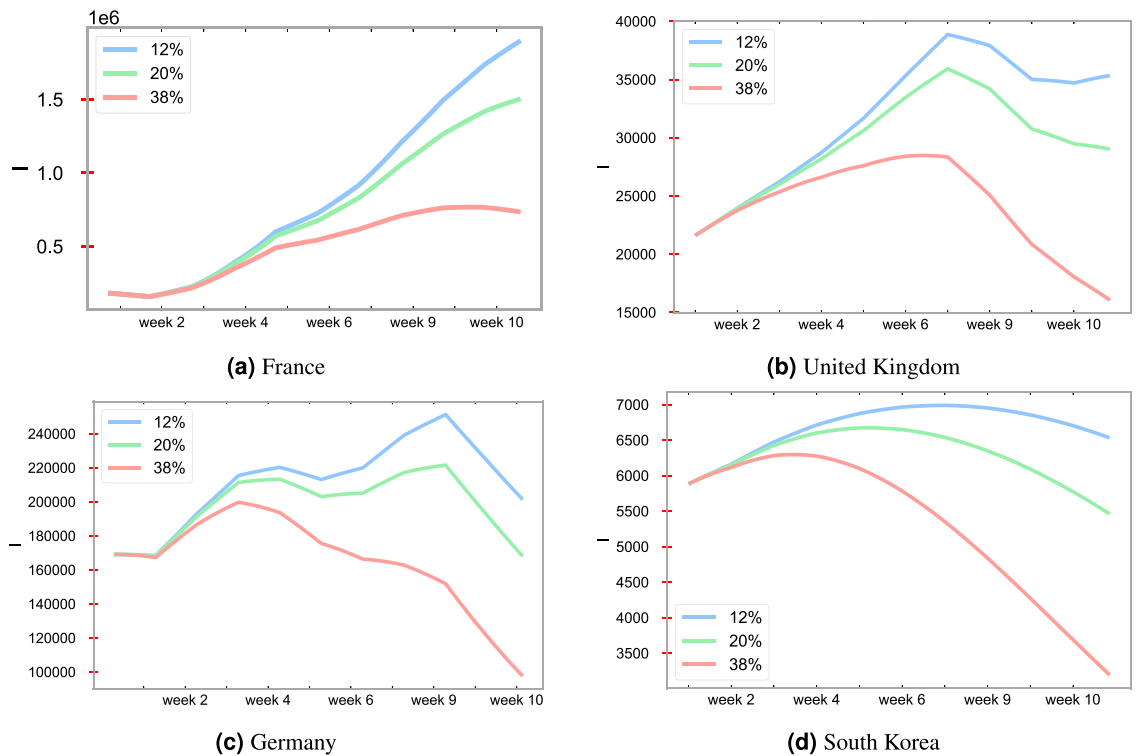 1e6
12%
20%
38%
1.5
1.0
0.5
I
week 2
week 4
week 6
week 9
week 10
(a) France
40000
35000
30000
25000
20000
15000
12%
20%
38%
I
week 2
week 4
week 6
week 9
week 10
(b) United Kingdom
240000
220000
200000
180000
160000
140000
120000
100000
12%
20%
38%
I
week 2
week 4
week 6
week 9
week 10
(c) Germany
7000
6500
6000
5500
5000
4500
4000
3500
I
12%
20%
38%
week 2
week 4
week 6
week 9
week 10
(d) South Korea